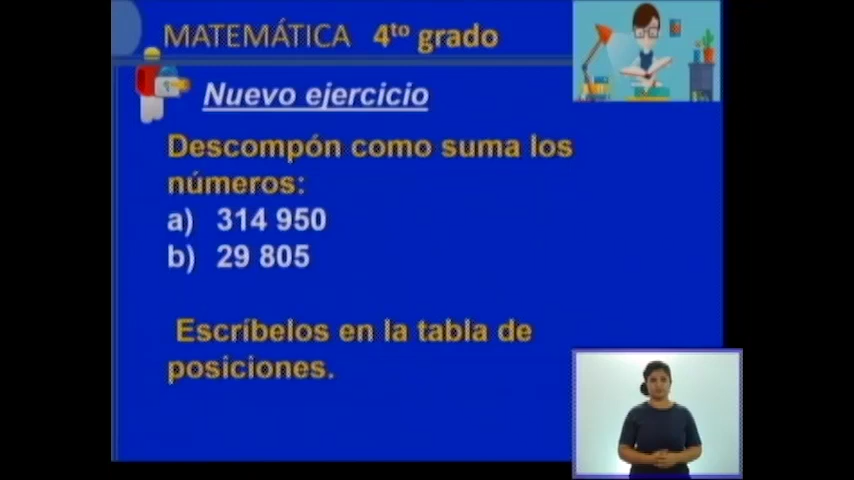 MATEMÁTICA 4to grado
Nuevo ejercicio
Descompón como suma los
números:
a) 314 950
b) 29 805
Escríbelos en la tabla de
posiciones.